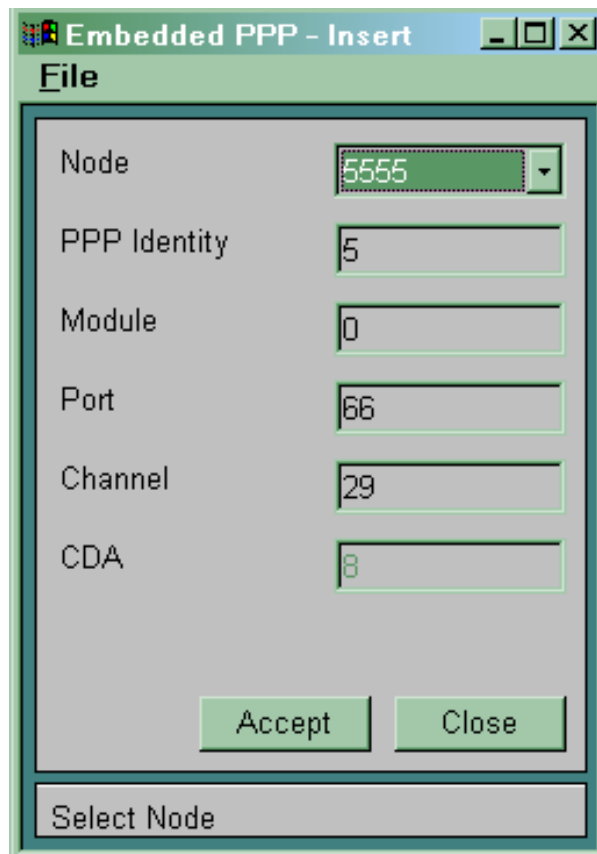 Embedded PPP - Insert
File
Node 5555
PPP Identity 5
Module 0
Port 66
Channel 29
CDA 8
Accept Close
Select Node